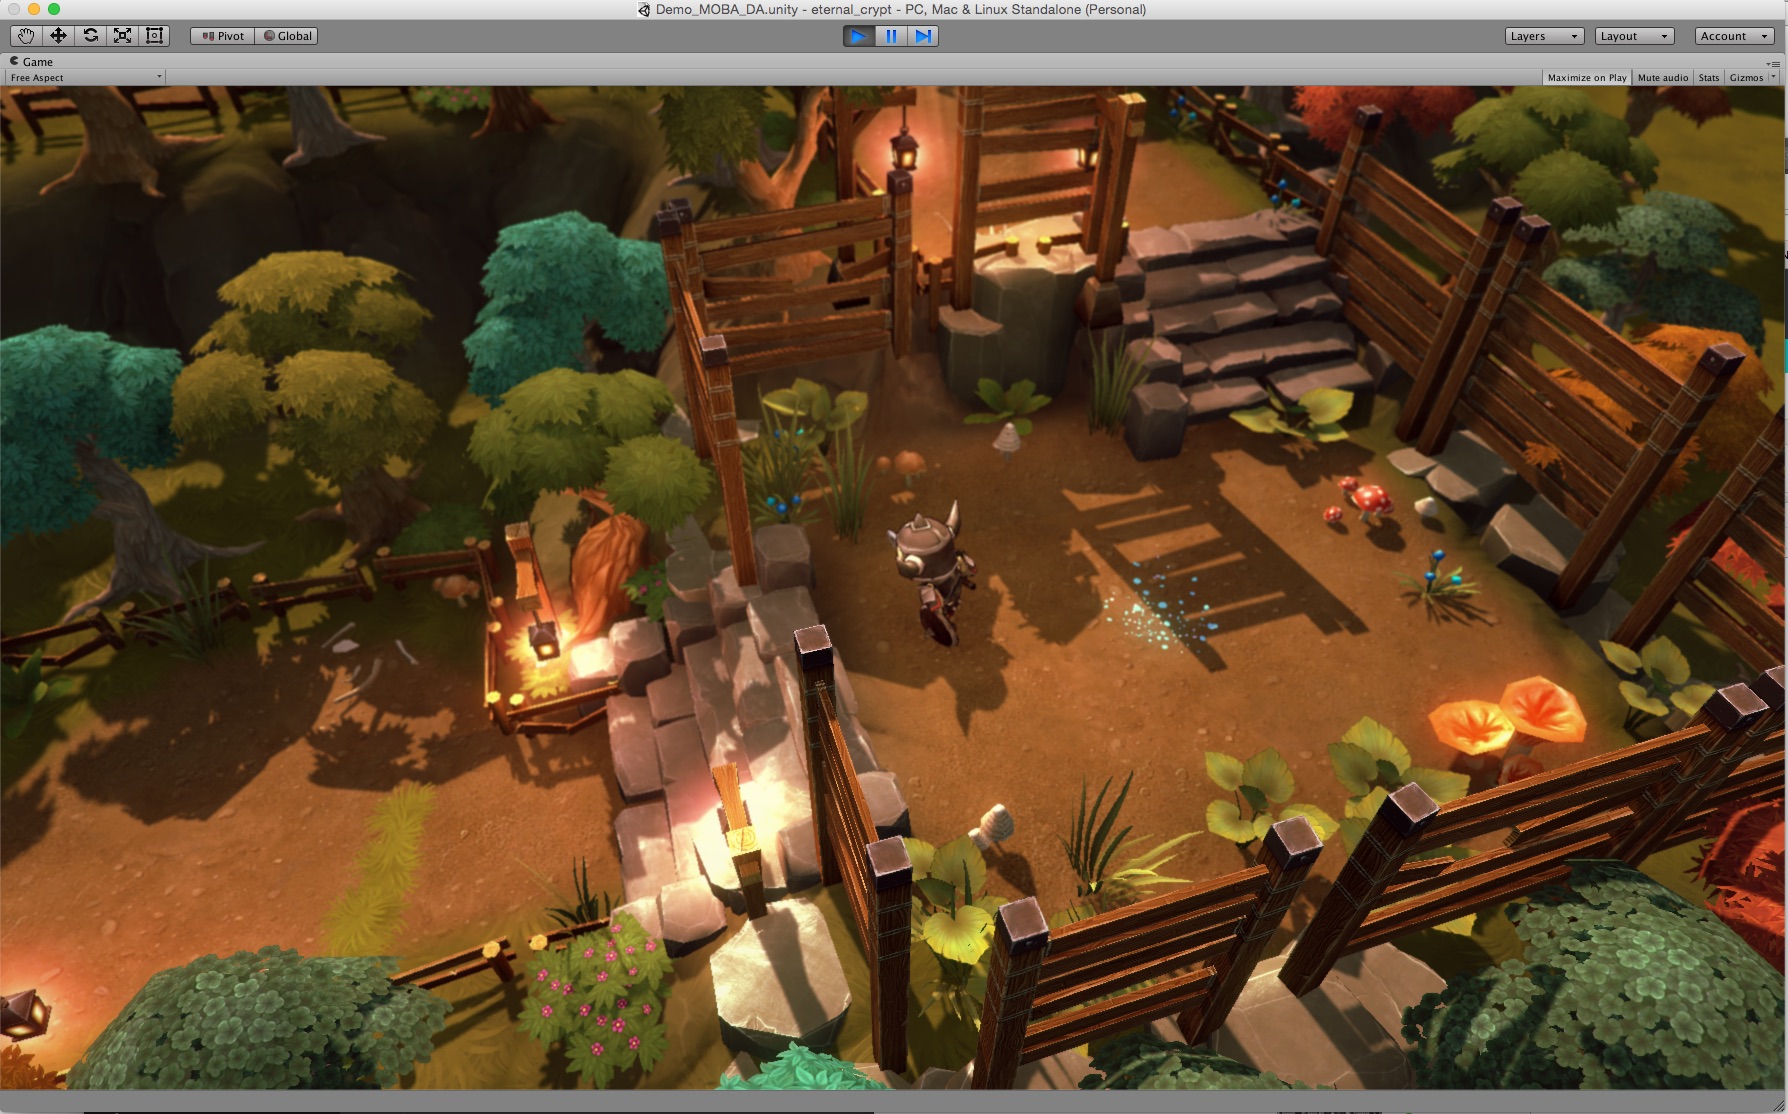 Demo_MOBA_DA.unity - eternal_crypt - PC, Mac & Linux Standalone (Personal)
Pivot Global Layers Layout Account
Game
Free Aspect Maximize on Play Mute audio Stats Gizmos